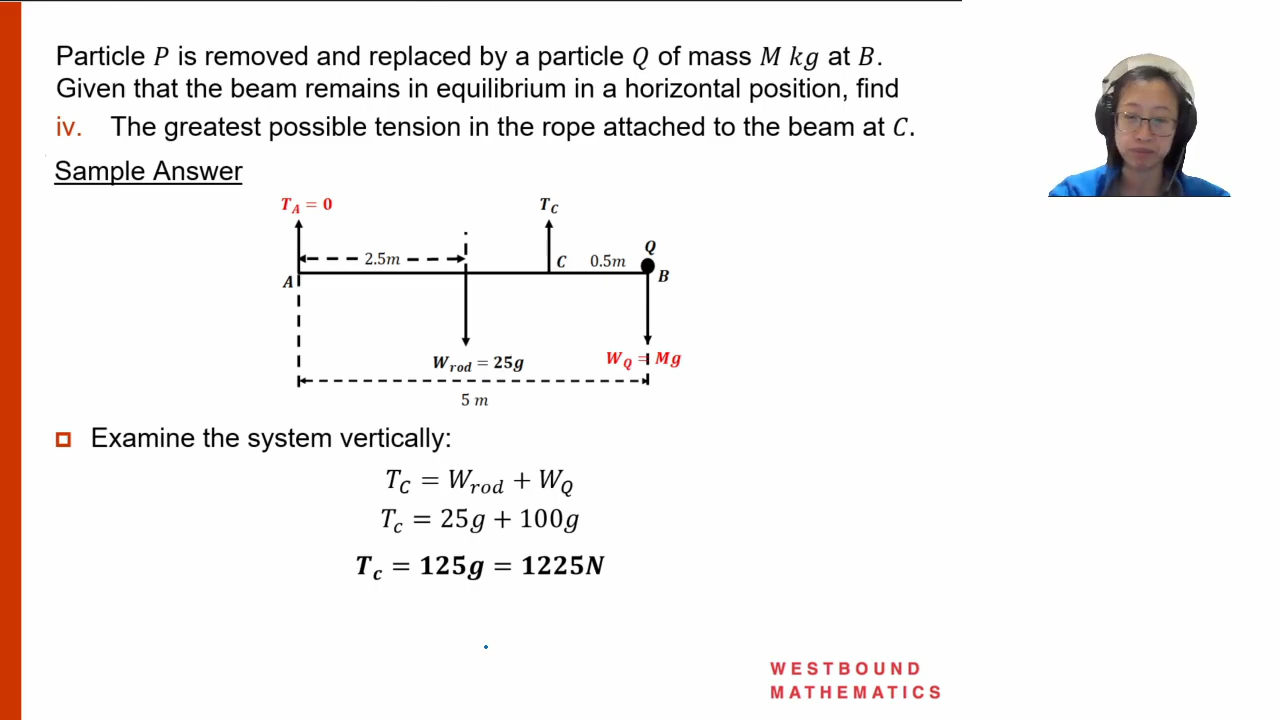 Particle P is removed and replaced by a particle Q of mass M kg at B.
Given that the beam remains in equilibrium in a horizontal position, find
iv. The greatest possible tension in the rope attached to the beam at C.
Sample Answer
T_A = 0
T_C
Q
2.5m
C
0.5m
A
B
W_rod = 25g
W_Q = Mg
5 m
Examine the system vertically:
T_C = W_rod + W_Q
T_c = 25g + 100g
T_c = 125g = 1225N
WESTBOUND
MATHEMATICS